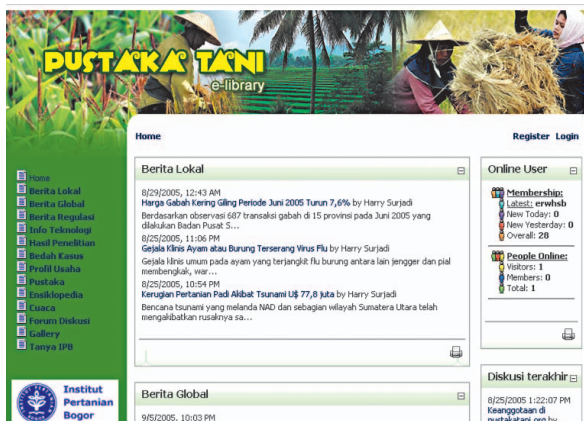 PUSTAKA TANI
e-library
Home
Register Login
Home
Berita Lokal
Berita Global
Berita Regulasi
Info Teknologi
Hasil Penelitian
Bedah Kasus
Profil Usaha
Pustaka
Ensiklopedia
Cuaca
Forum Diskusi
Gallery
Tanya IPB
Institut
Pertanian
Bogor
Berita Lokal
8/29/2005, 12:43 AM
Harga Gabah Kering Giling Periode Juni 2005 Turun 7,6% by Harry Surjadi
Berdasarkan observasi 687 transaksi gabah di 15 provinsi pada Juni 2005 yang
dilakukan Badan Pusat S...
8/25/2005, 11:06 PM
Gejala Klinis Ayam atau Burung Terserang Virus Flu by Harry Surjadi
Gejala klinis umum pada ayam yang terjangkit flu burung antara lain jengger dan pial
membengkak, war...
8/25/2005, 10:54 PM
Kerugian Pertanian Padi Akibat Tsunami U$ 77,8 juta by Harry Surjadi
Bencana tsunami yang melanda NAD dan sebagian wilayah Sumatera Utara telah
mengakibatkan rusaknya sa...
Berita Global
9/5/2005, 10:03 PM
Online User
Membership:
Latest: erwhsb
New Today: 0
New Yesterday: 0
Overall: 28
People Online:
Visitors: 1
Members: 0
Total: 1
Diskusi terakhir
8/25/2005 1:22:07 PM
Keanggotaan di
pustakatani.org by